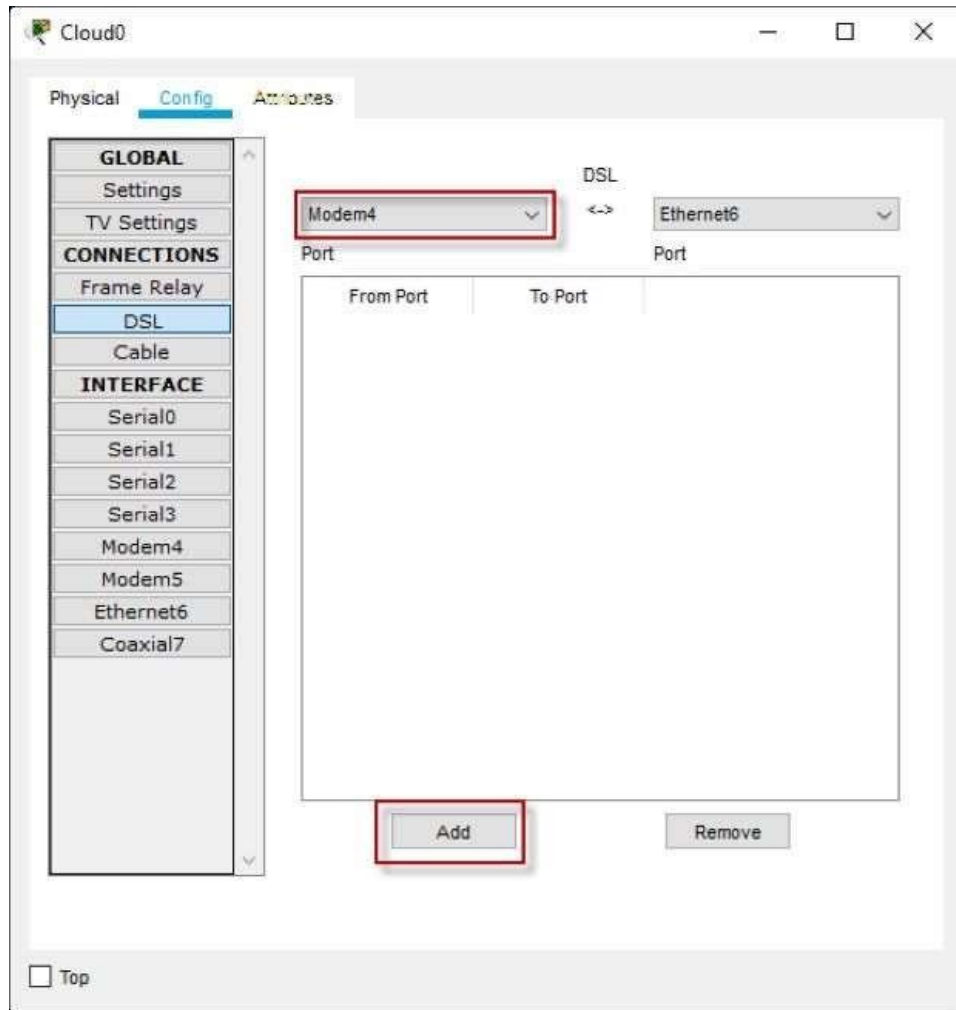 Cloud0
Physical Config
GLOBAL
Settings
TV Settings
CONNECTIONS
Frame Relay
DSL
Cable
INTERFACE
Serial0
Serial1
Serial2
Serial3
Modem4
Modem5
Ethernet6
Coaxial7
DSL
Modem4 <-> Ethernet6
Port Port
From Port To Port
Add Remove
Top